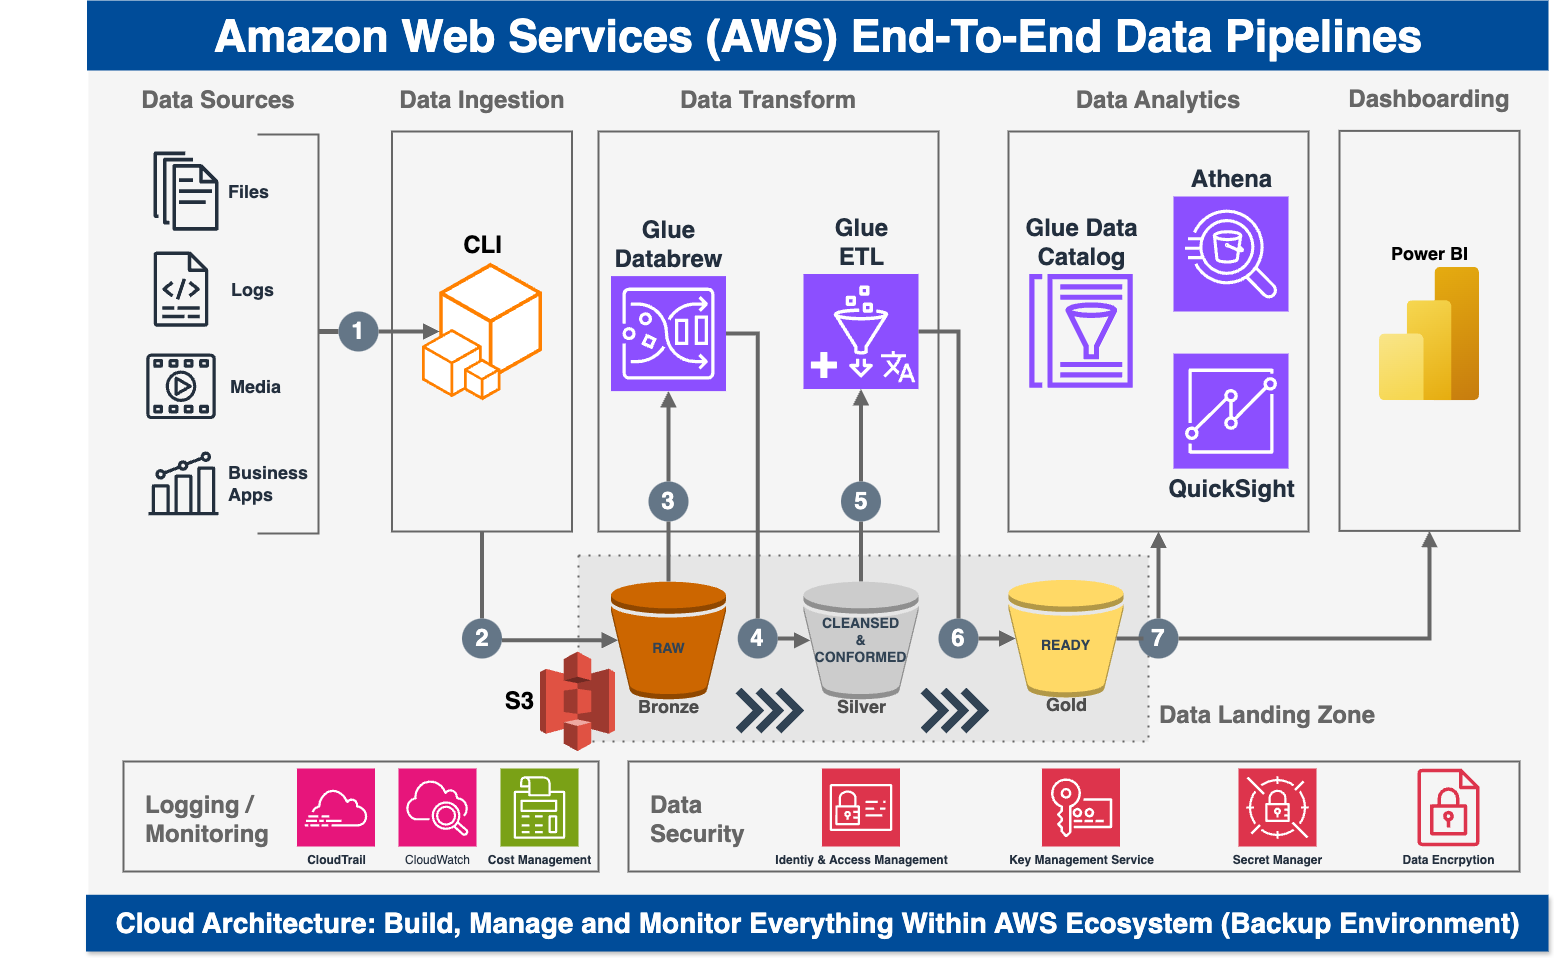 Amazon Web Services (AWS) End-To-End Data Pipelines
Data Sources
Data Ingestion
Data Transform
Data Analytics
Dashboarding
Files
Logs
Media
Business
Apps
1
CLI
Glue
Databrew
Glue
ETL
Glue Data
Catalog
Athena
QuickSight
Power BI
3
5
2
RAW
Bronze
4
CLEANSED
&
CONFORMED
Silver
6
READY
Gold
7
S3
Data Landing Zone
Logging /
Monitoring
CloudTrail
CloudWatch
Cost Management
Data
Security
Identiy & Access Management
Key Management Service
Secret Manager
Data Encrpytion
Cloud Architecture: Build, Manage and Monitor Everything Within AWS Ecosystem (Backup Environment)